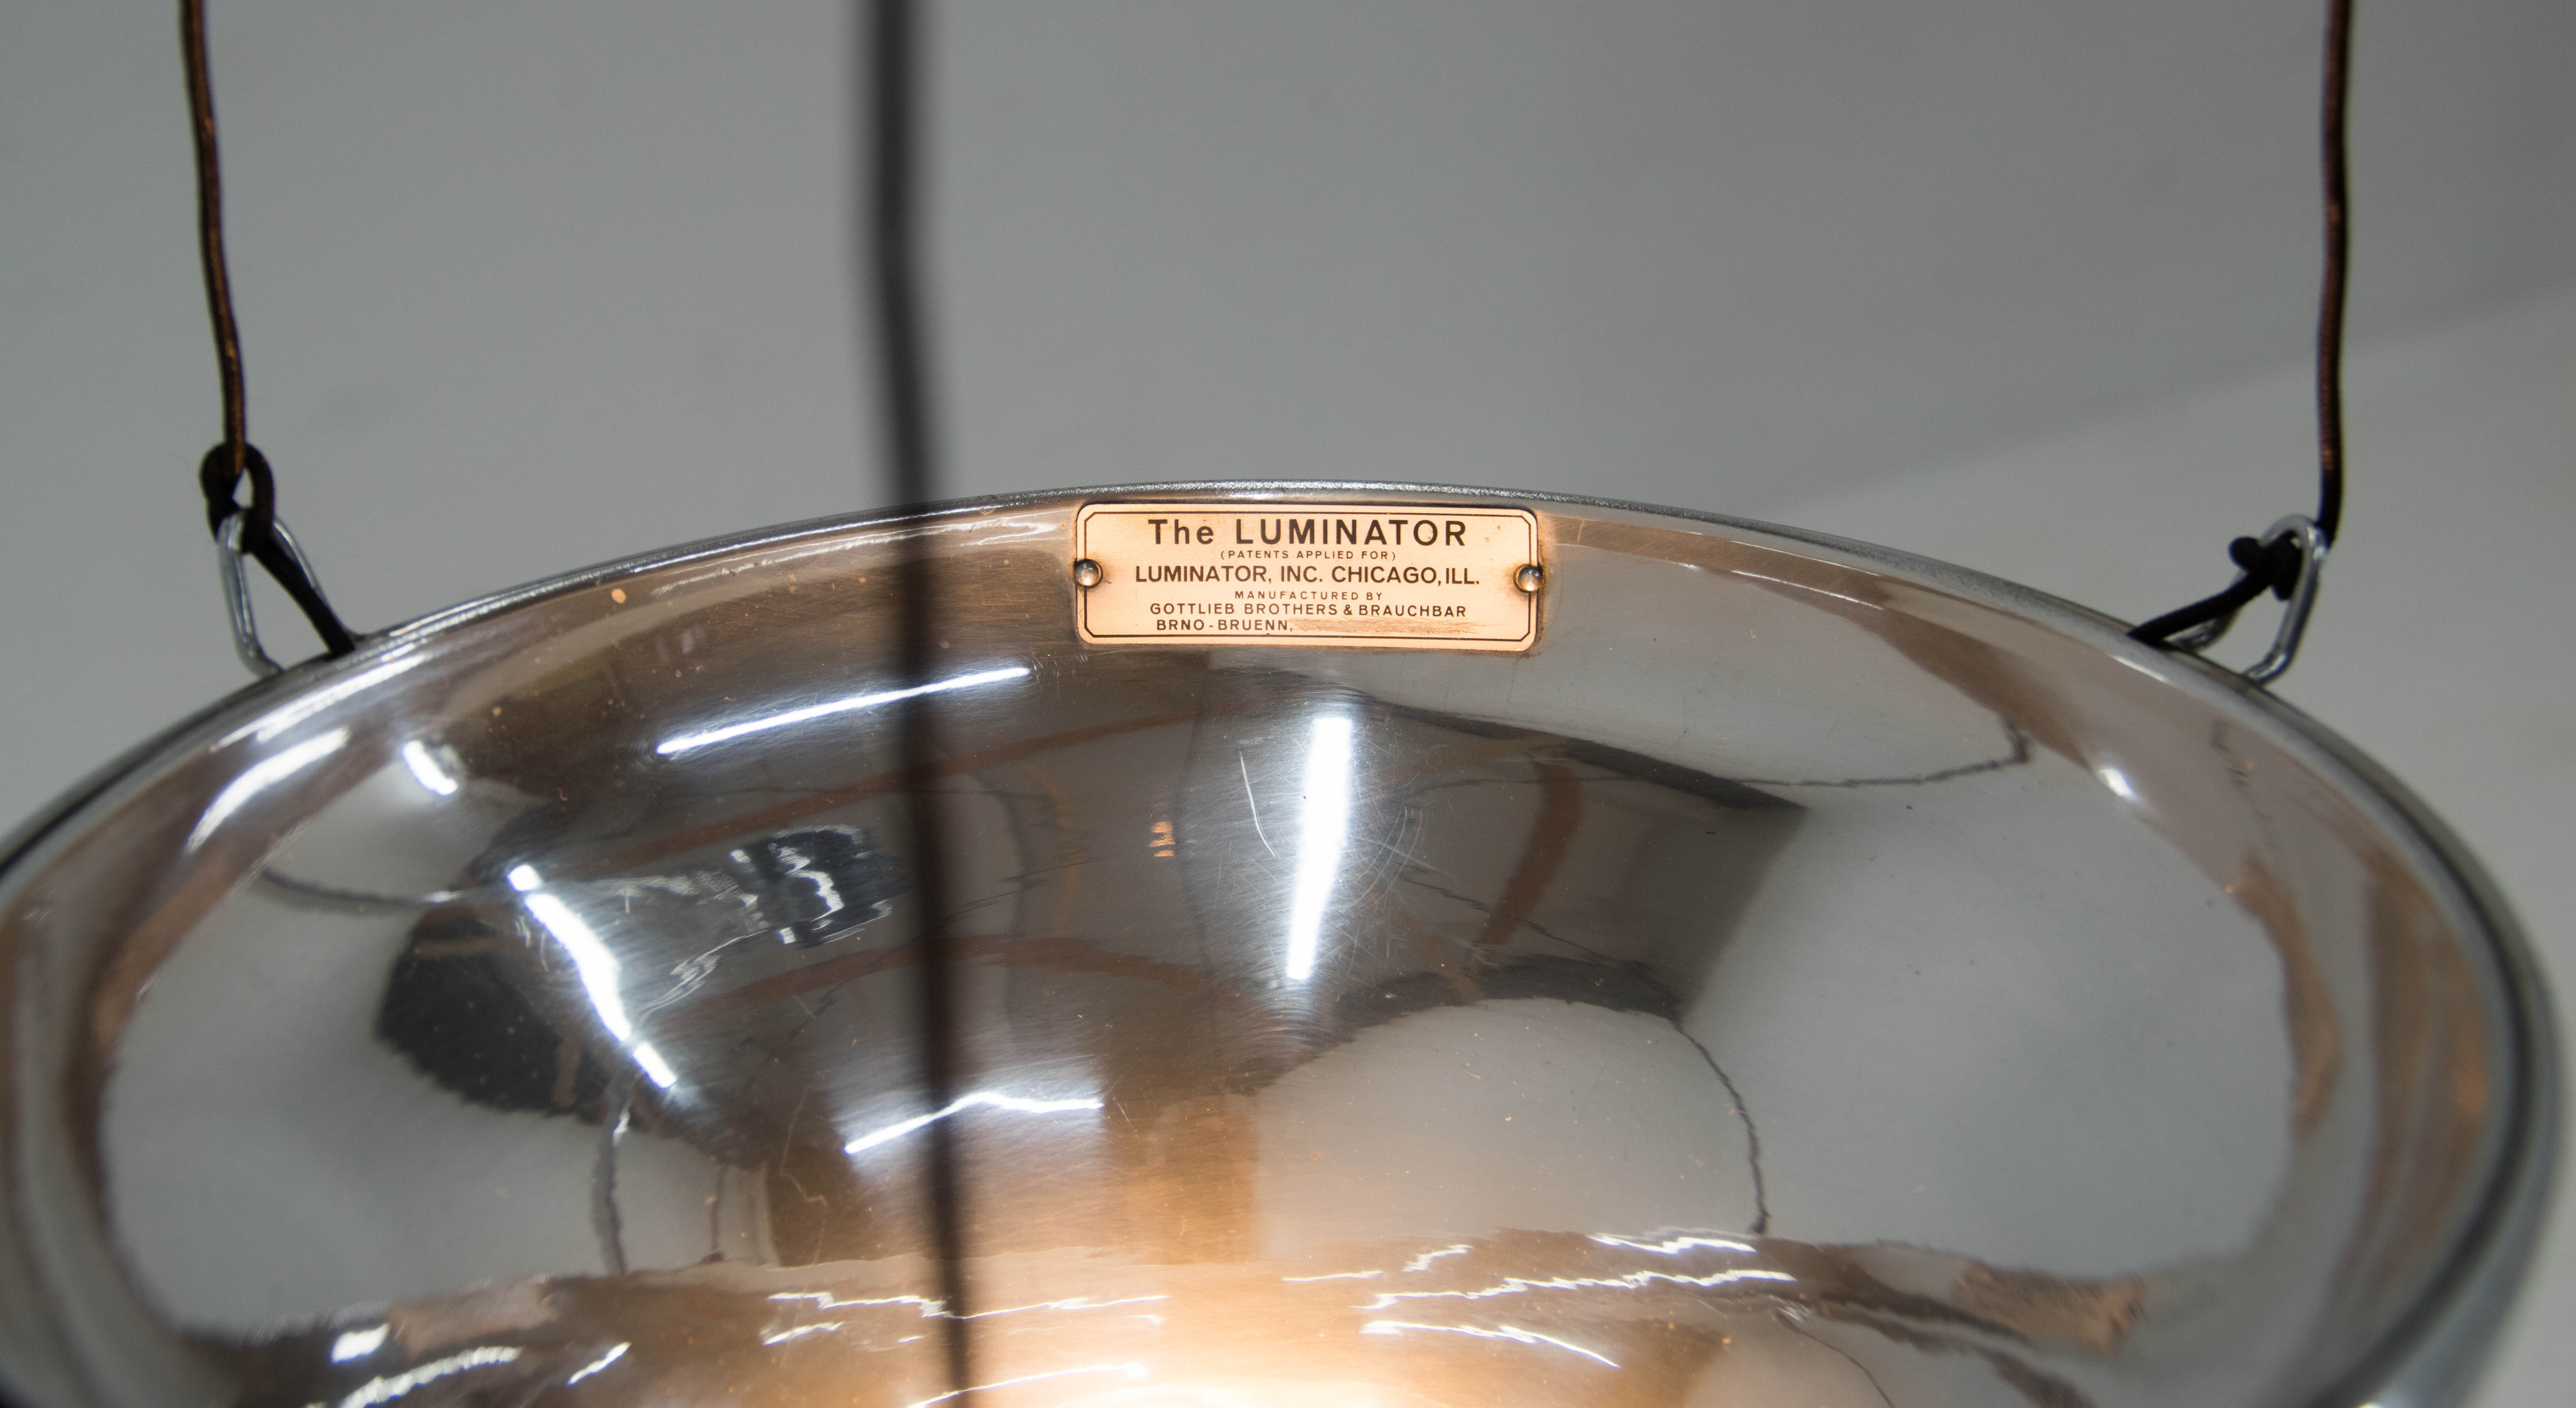 The LUMINATOR
(PATENTS APPLIED FOR)
LUMINATOR, INC. CHICAGO, ILL.
MANUFACTURED BY
GOTTLIEB BROTHERS & BRAUCHBAR
BRNO-BRUENN,